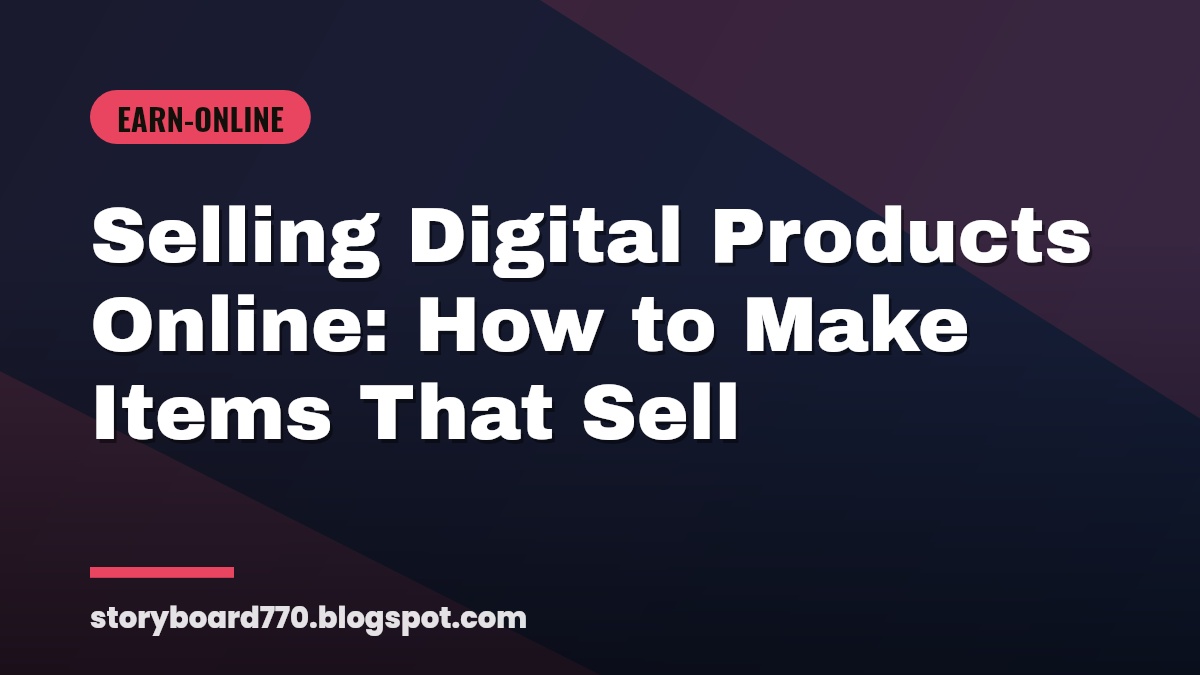 EARN-ONLINE
Selling Digital Products
Online: How to Make
Items That Sell
storyboard770.blogspot.com